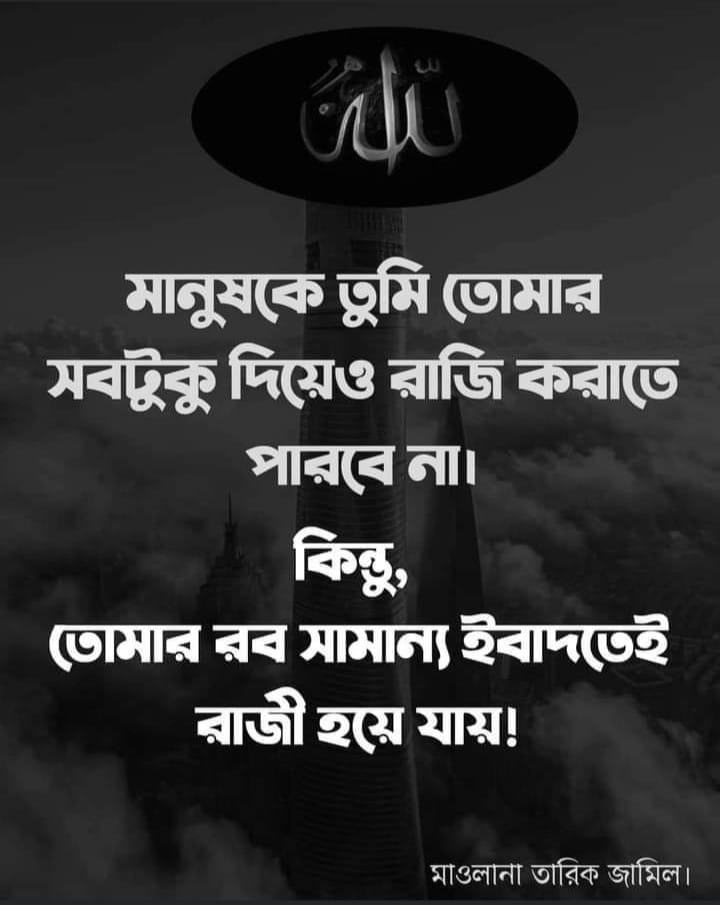 الله
মানুষকে তুমি তোমার
সবটুকু দিয়েও রাজি করাতে
পারবে না।
কিন্তু,
তোমার রব সামান্য ইবাদতেই
রাজী হয়ে যায়!
মাওলানা তারিক জামিল।